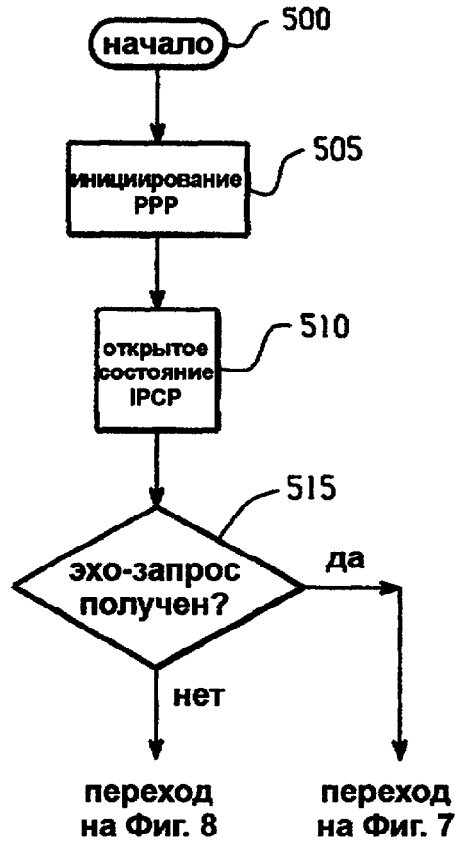 начало
500
инициирование
PPP
505
открытое
состояние
IPCP
510
эхо-запрос
получен?
515
да
нет
переход
на Фиг. 8
переход
на Фиг. 7